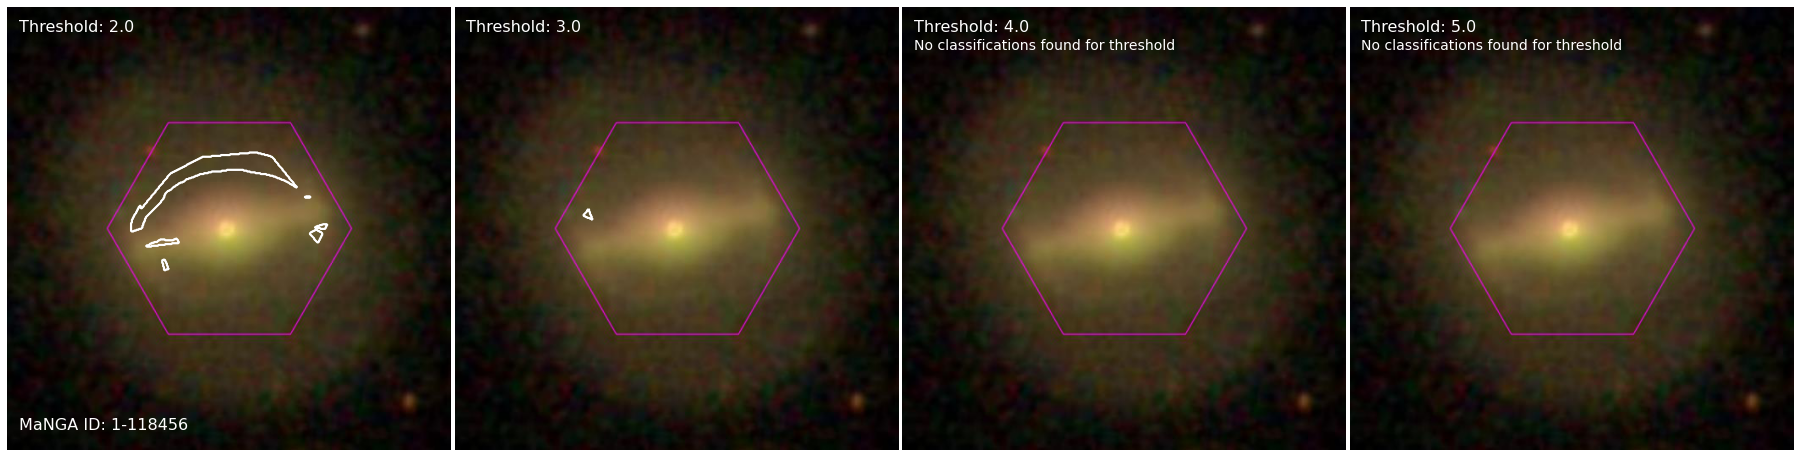 Threshold: 2.0
MaNGA ID: 1-118456
Threshold: 3.0
Threshold: 4.0
No classifications found for threshold
Threshold: 5.0
No classifications found for threshold